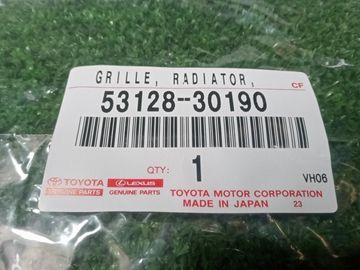 GRILLE, RADIATOR,
CF
53128-30190
QTY: 1
VH06
TOYOTA LEXUS
GENUINE PARTS GENUINE PARTS
TOYOTA MOTOR CORPORATION
MADE IN JAPAN 23